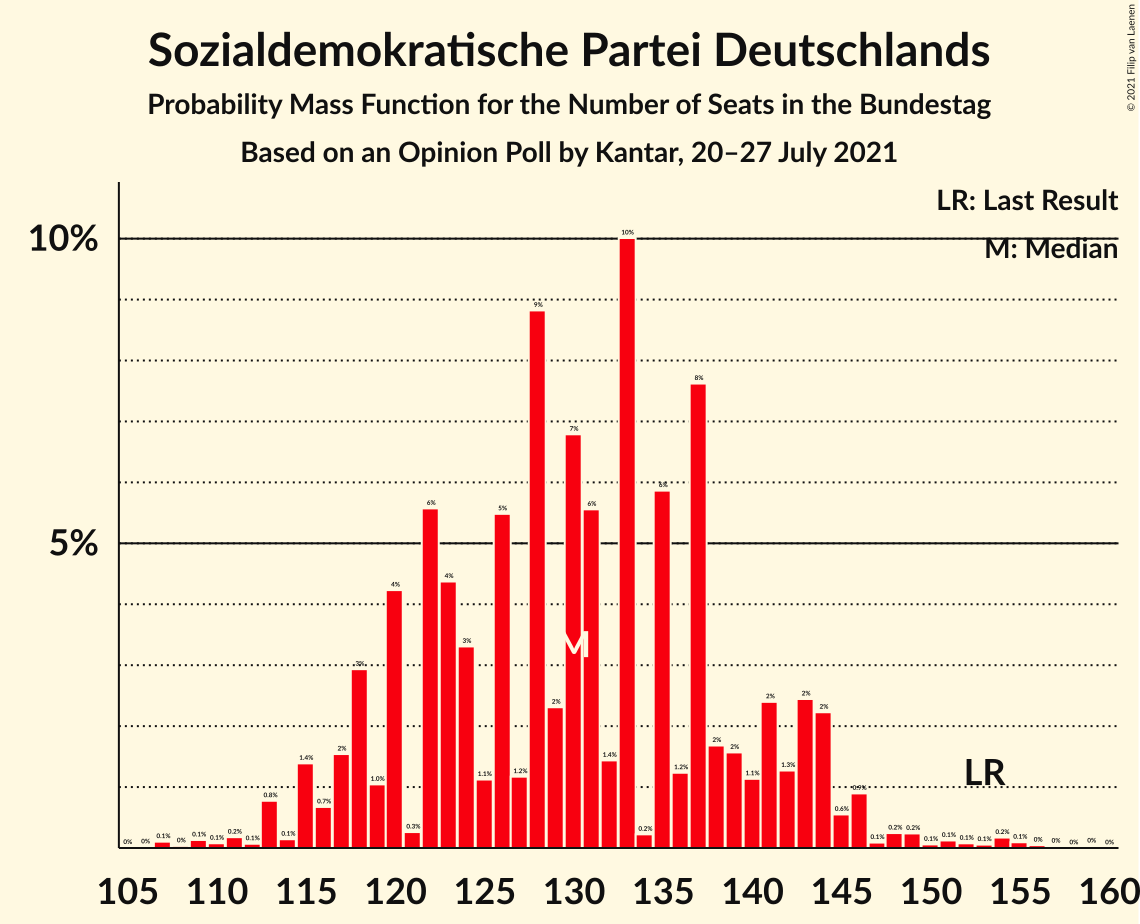 Sozialdemokratische Partei Deutschlands
Probability Mass Function for the Number of Seats in the Bundestag
Based on an Opinion Poll by Kantar, 20–27 July 2021
© 2021 Filip van Laenen
LR: Last Result
M: Median
10%
5%
0% 0% 0.1% 0% 0.1% 0.1% 0.2% 0.1% 0.8% 0.1% 1.4% 0.7% 2% 3% 1.0% 4% 0.3% 6% 4% 3% 1.1% 5% 1.2% 9% 2% 7% 6% 1.4% 10% 0.2% 6% 1.2% 8% 2% 2% 1.1% 2% 1.3% 2% 2% 0.6% 0.9% 0.1% 0.2% 0.2% 0.1% 0.1% 0.1% 0.1% 0.2% 0.1% 0% 0% 0% 0% 0%
M
LR
105 110 115 120 125 130 135 140 145 150 155 160